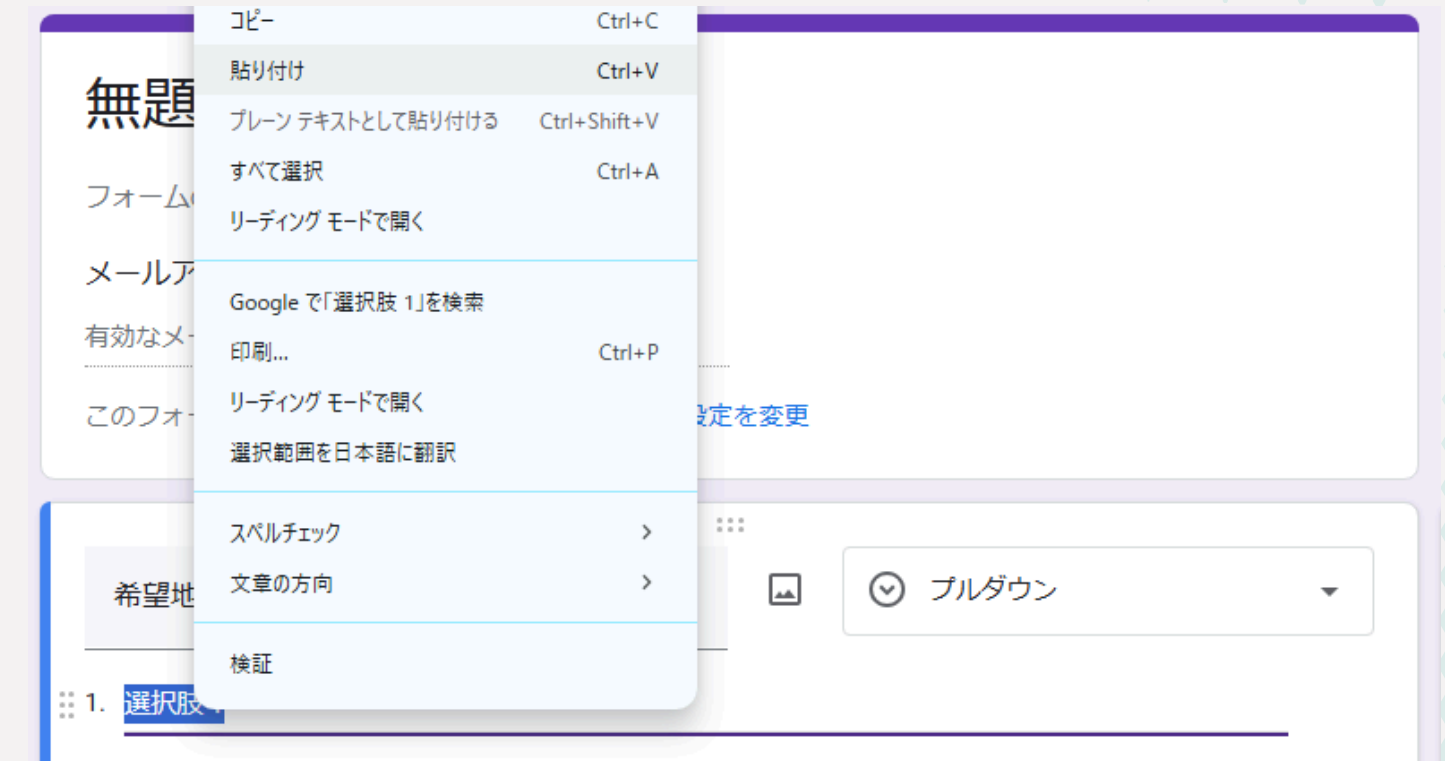 コピー Ctrl+C
貼り付け Ctrl+V
無題
プレーン テキストとして貼り付ける Ctrl+Shift+V
すべて選択 Ctrl+A
フォーム
リーディング モードで開く
メールア
Google で「選択肢 1」を検索
有効なメー
印刷... Ctrl+P
リーディング モードで開く
このフォー
設定を変更
選択範囲を日本語に翻訳
スペルチェック
文章の方向
希望地
プルダウン
検証
1. 選択肢